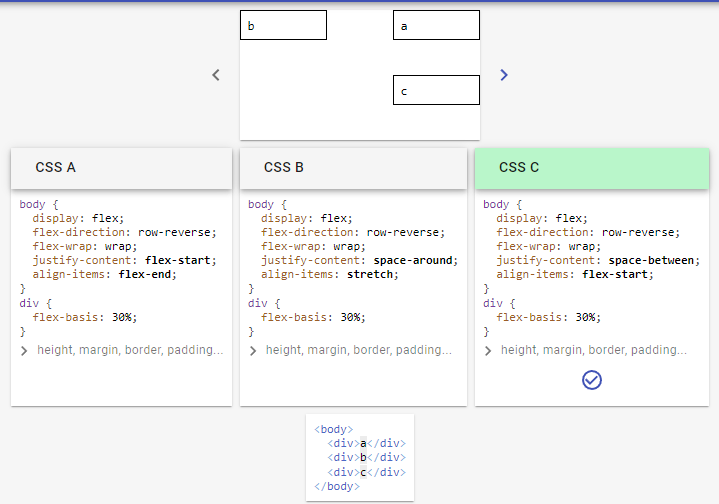 b
a
c
CSS A
body {
  display: flex;
  flex-direction: row-reverse;
  flex-wrap: wrap;
  justify-content: flex-start;
  align-items: flex-end;
}
div {
  flex-basis: 30%;
}
height, margin, border, padding...
CSS B
body {
  display: flex;
  flex-direction: row-reverse;
  flex-wrap: wrap;
  justify-content: space-around;
  align-items: stretch;
}
div {
  flex-basis: 30%;
}
height, margin, border, padding...
CSS C
body {
  display: flex;
  flex-direction: row-reverse;
  flex-wrap: wrap;
  justify-content: space-between;
  align-items: flex-start;
}
div {
  flex-basis: 30%;
}
height, margin, border, padding...
<body>
  <div>a</div>
  <div>b</div>
  <div>c</div>
</body>